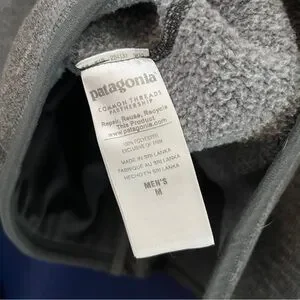 patagonia
COMMON THREADS
PARTNERSHIP
Repair, Reuse, Recycle
This Product
www.patagonia.com
100% POLYESTER
EXCLUSIVE OF TRIM
MADE IN SRI LANKA
FABRIQUÉ AU SRI LANKA
HECHO EN SRI LANKA
MEN'S
M